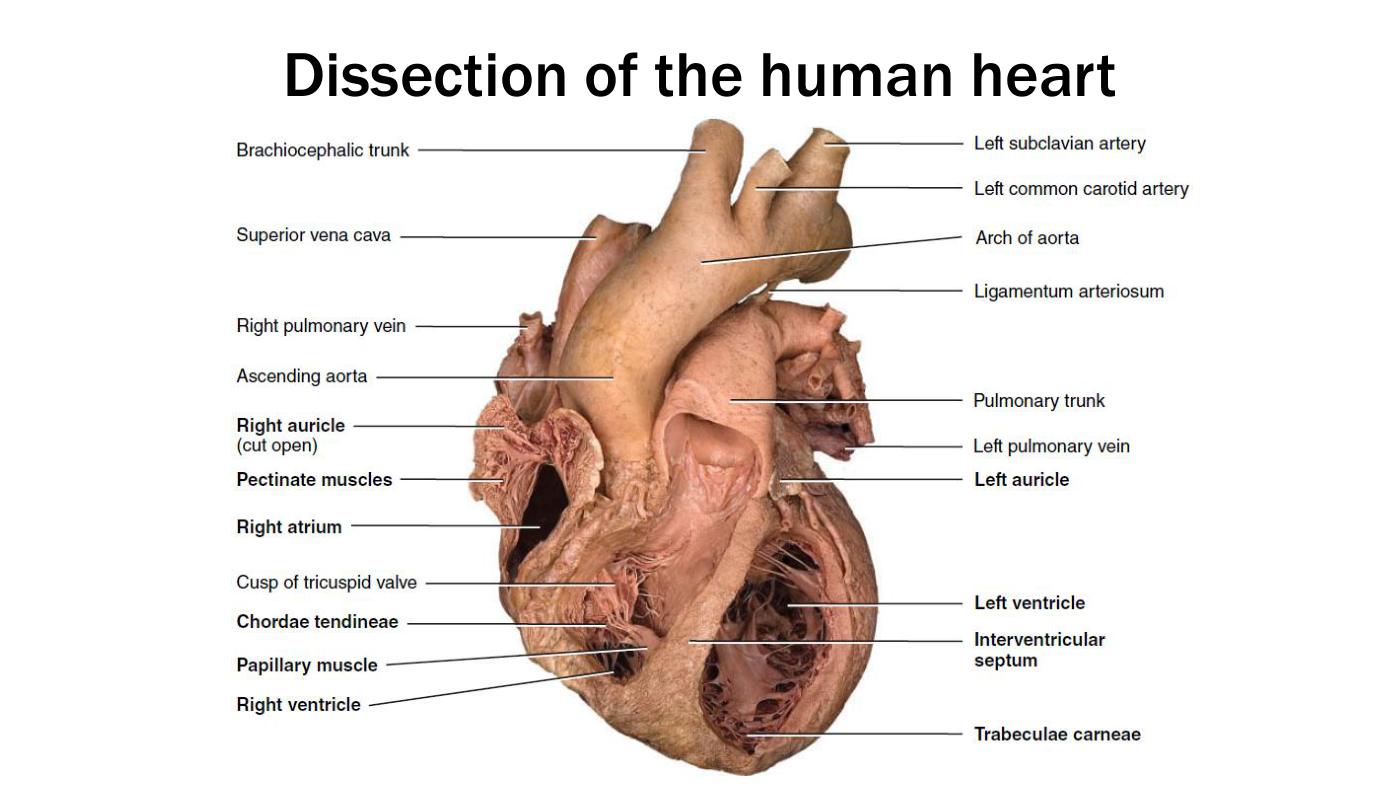 Dissection of the human heart
Brachiocephalic trunk
Superior vena cava
Right pulmonary vein
Ascending aorta
Right auricle
(cut open)
Pectinate muscles
Right atrium
Cusp of tricuspid valve
Chordae tendineae
Papillary muscle
Right ventricle
Left subclavian artery
Left common carotid artery
Arch of aorta
Ligamentum arteriosum
Pulmonary trunk
Left pulmonary vein
Left auricle
Left ventricle
Interventricular
septum
Trabeculae carneae